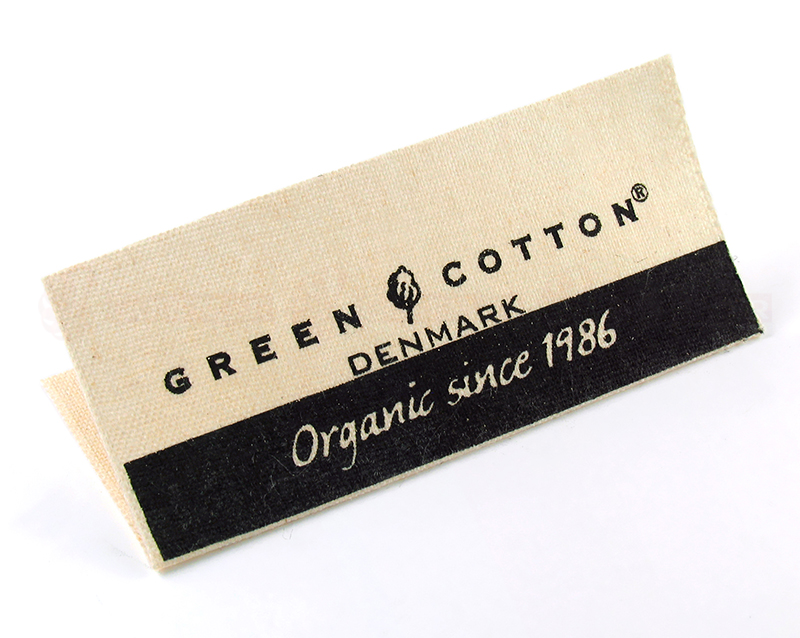 GREEN COTTON®
DENMARK
Organic since 1986